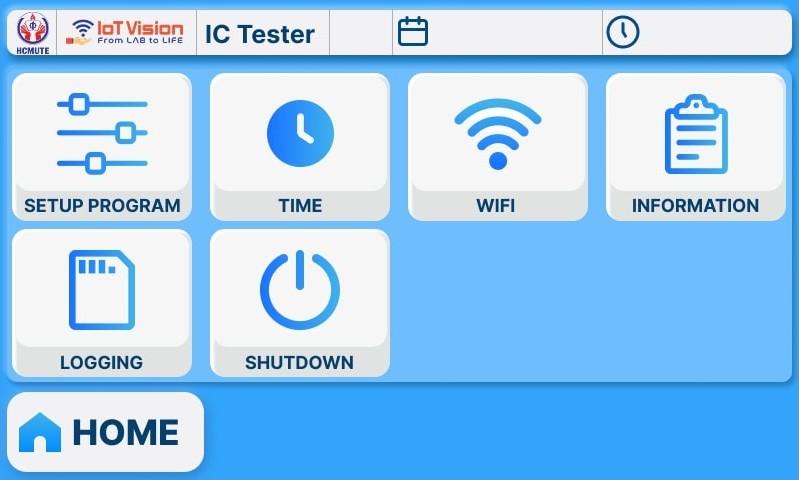 HCMUTE
IoT Vision
From LAB to LIFE
IC Tester
SETUP PROGRAM
TIME
WIFI
INFORMATION
LOGGING
SHUTDOWN
HOME